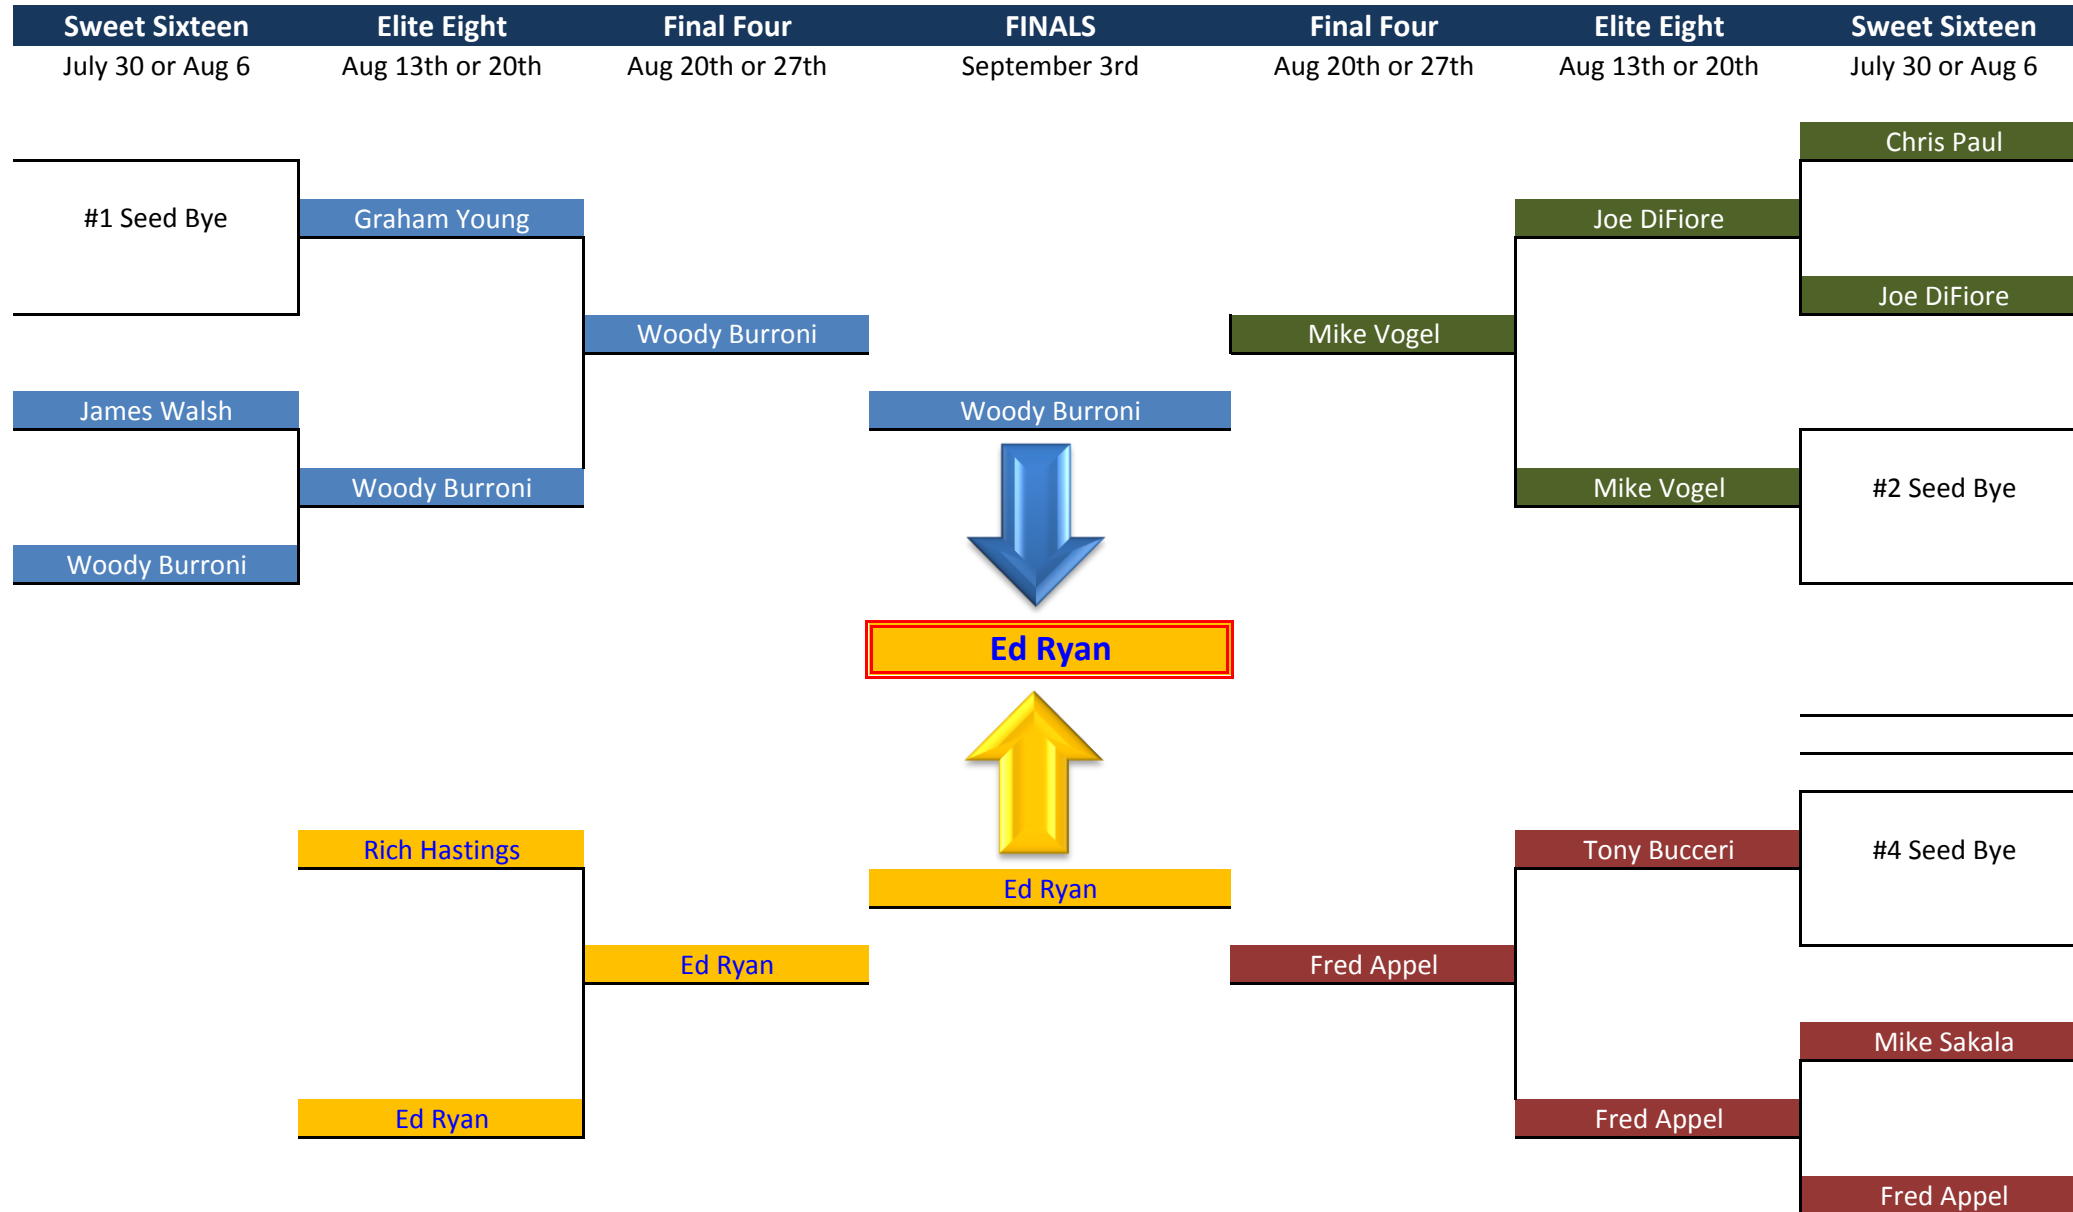 Sweet Sixteen Elite Eight Final Four FINALS Final Four Elite Eight Sweet Sixteen
July 30 or Aug 6 Aug 13th or 20th Aug 20th or 27th September 3rd Aug 20th or 27th Aug 13th or 20th July 30 or Aug 6
Chris Paul
#1 Seed Bye Graham Young Joe DiFiore
Joe DiFiore
Woody Burroni Mike Vogel
James Walsh Woody Burroni
Woody Burroni Mike Vogel #2 Seed Bye
Woody Burroni
Ed Ryan
Rich Hastings Tony Bucceri #4 Seed Bye
Ed Ryan
Ed Ryan Fred Appel
Mike Sakala
Ed Ryan Fred Appel
Fred Appel